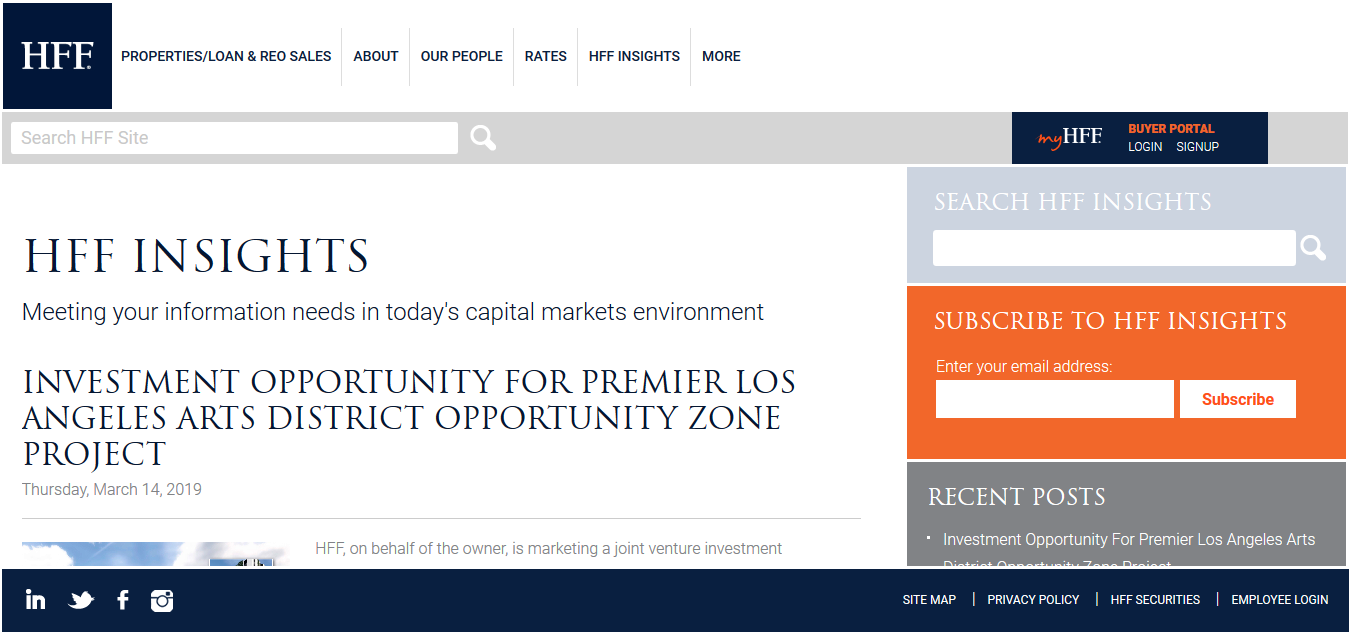 HFF
PROPERTIES/LOAN & REO SALES
ABOUT
OUR PEOPLE
RATES
HFF INSIGHTS
MORE
Search HFF Site
myHFF
BUYER PORTAL
LOGIN SIGNUP
HFF INSIGHTS
Meeting your information needs in today's capital markets environment
INVESTMENT OPPORTUNITY FOR PREMIER LOS
ANGELES ARTS DISTRICT OPPORTUNITY ZONE
PROJECT
Thursday, March 14, 2019
HFF, on behalf of the owner, is marketing a joint venture investment
SEARCH HFF INSIGHTS
SUBSCRIBE TO HFF INSIGHTS
Enter your email address:
Subscribe
RECENT POSTS
Investment Opportunity For Premier Los Angeles Arts
District Opportunity Zone Project
SITE MAP | PRIVACY POLICY | HFF SECURITIES | EMPLOYEE LOGIN